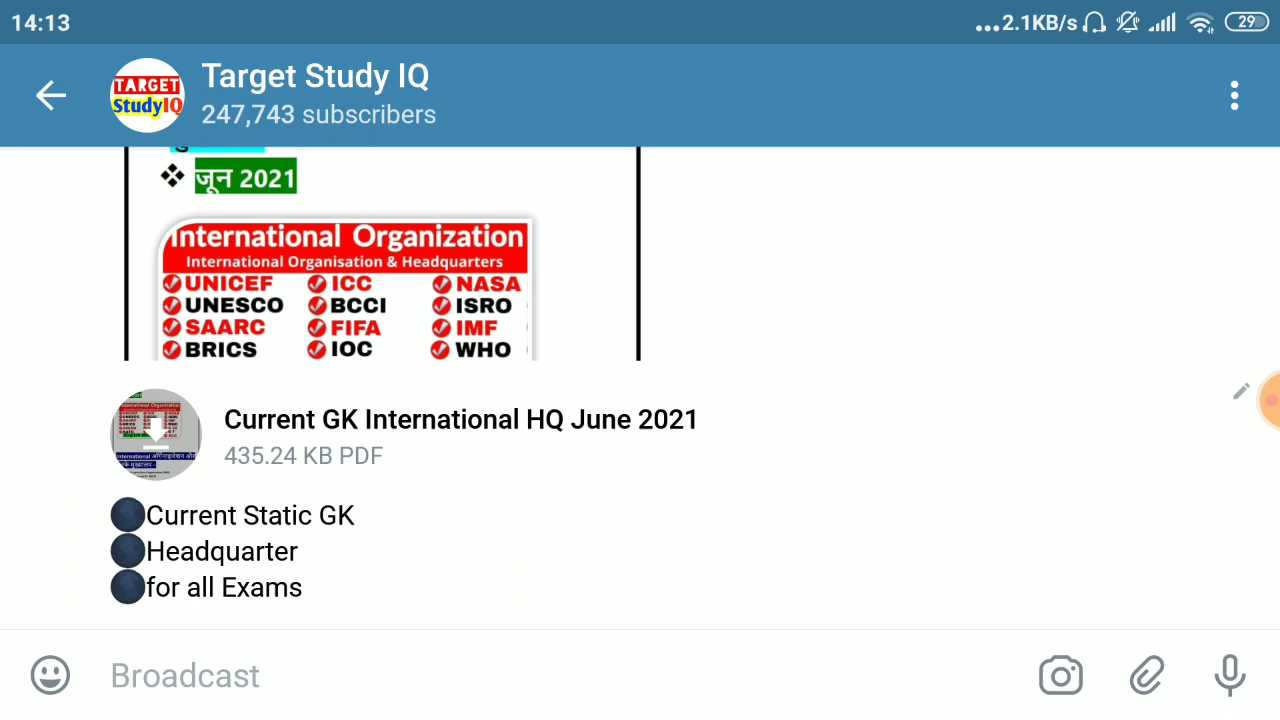 14:13
...2.1KB/s
29
TARGET
StudyIQ
Target Study IQ
247,743 subscribers
❖ जून 2021
International Organization
International Organisation & Headquarters
UNICEF ICC NASA
UNESCO BCCI ISRO
SAARC FIFA IMF
BRICS IOC WHO
Current GK International HQ June 2021
435.24 KB PDF
Current Static GK
Headquarter
for all Exams
Broadcast